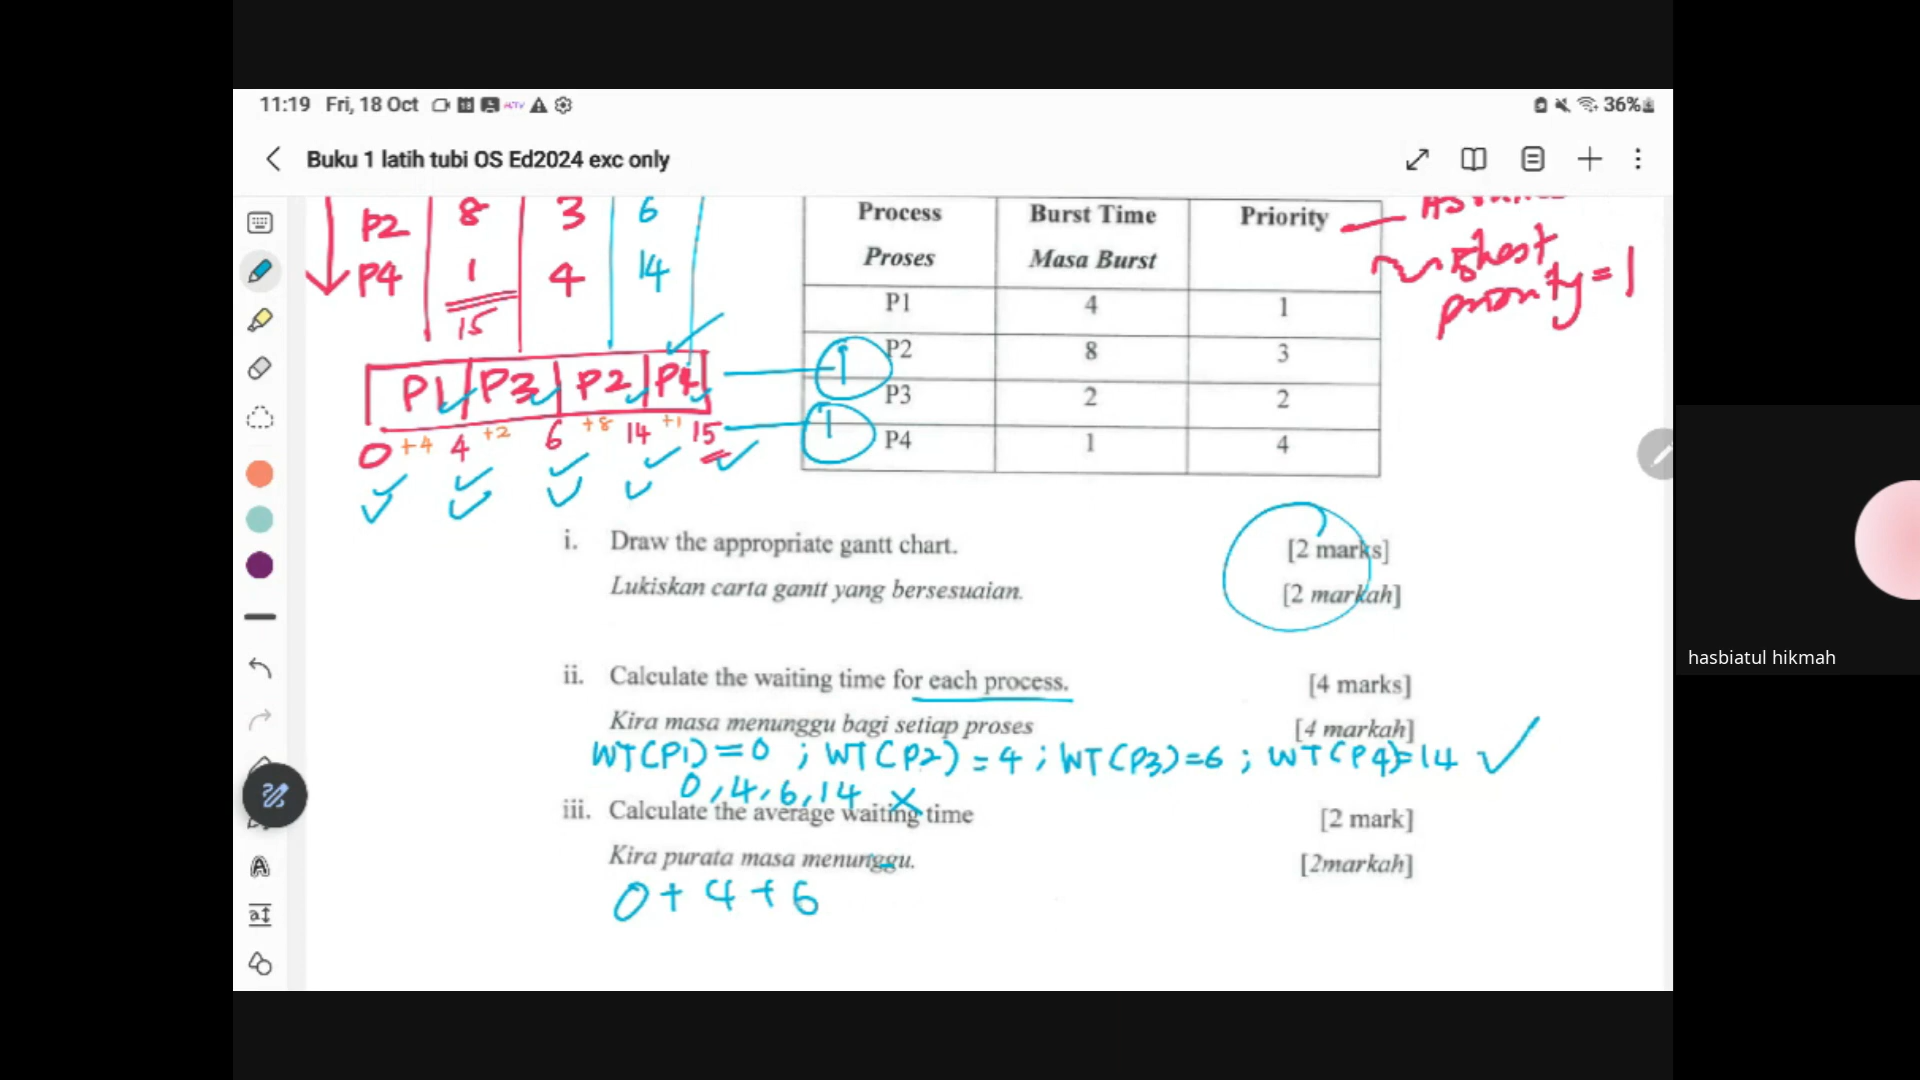 11:19 Fri, 18 Oct
36%
Buku 1 latih tubi OS Ed2024 exc only
P2 8 3 6
P4 1 4 14
15
P1 P3 P2 P4
0 +4 4 +2 6 +8 14 +1 15
1
1
Process Burst Time Priority
Proses Masa Burst
P1 4 1
P2 8 3
P3 2 2
P4 1 4
priority = 1
i. Draw the appropriate gantt chart. [2 marks]
Lukiskan carta gantt yang bersesuaian. [2 markah]
ii. Calculate the waiting time for each process. [4 marks]
Kira masa menunggu bagi setiap proses [4 markah]
WT(P1) = 0 ; WT(P2) = 4 ; WT(P3) = 6 ; WT(P4) = 14
0, 4, 6, 14 X
iii. Calculate the average waiting time [2 mark]
Kira purata masa menunggu. [2markah]
0 + 4 + 6
hasbiatul hikmah